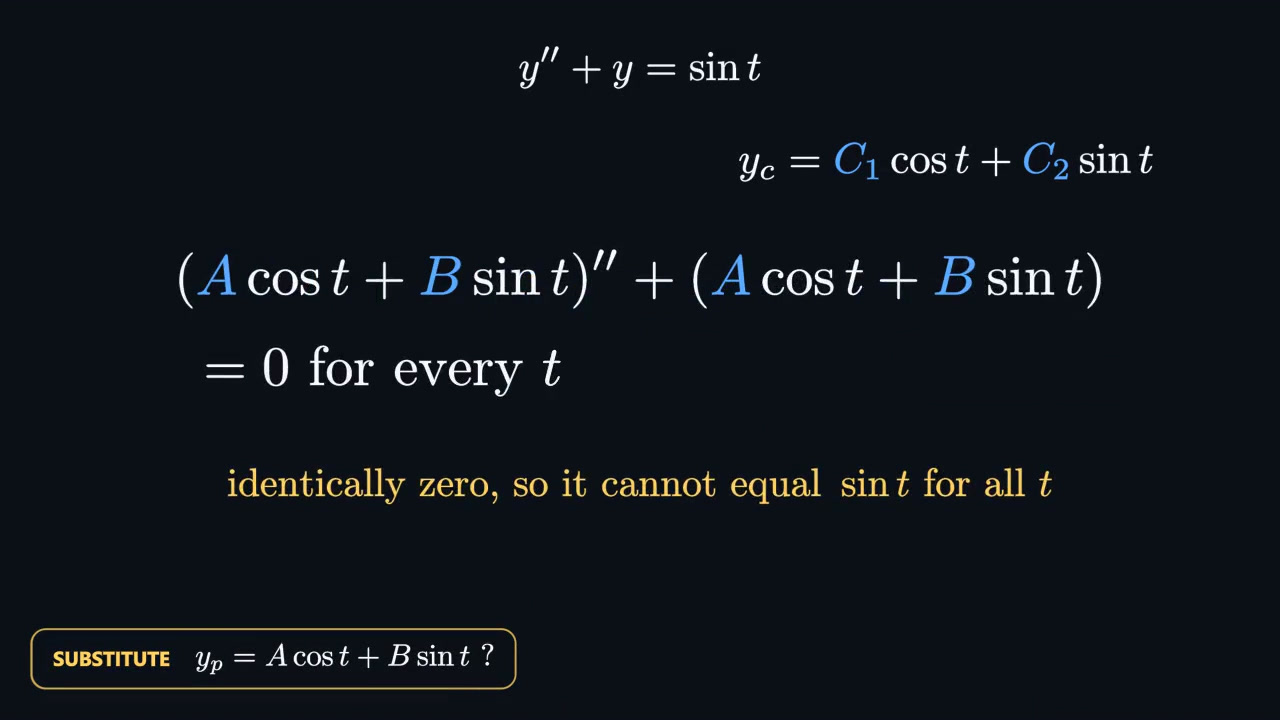 y″ + y = sin t
y_c = C_1 cos t + C_2 sin t
(A cos t + B sin t)″ + (A cos t + B sin t)
= 0 for every t
identically zero, so it cannot equal sin t for all t
SUBSTITUTE y_p = A cos t + B sin t ?